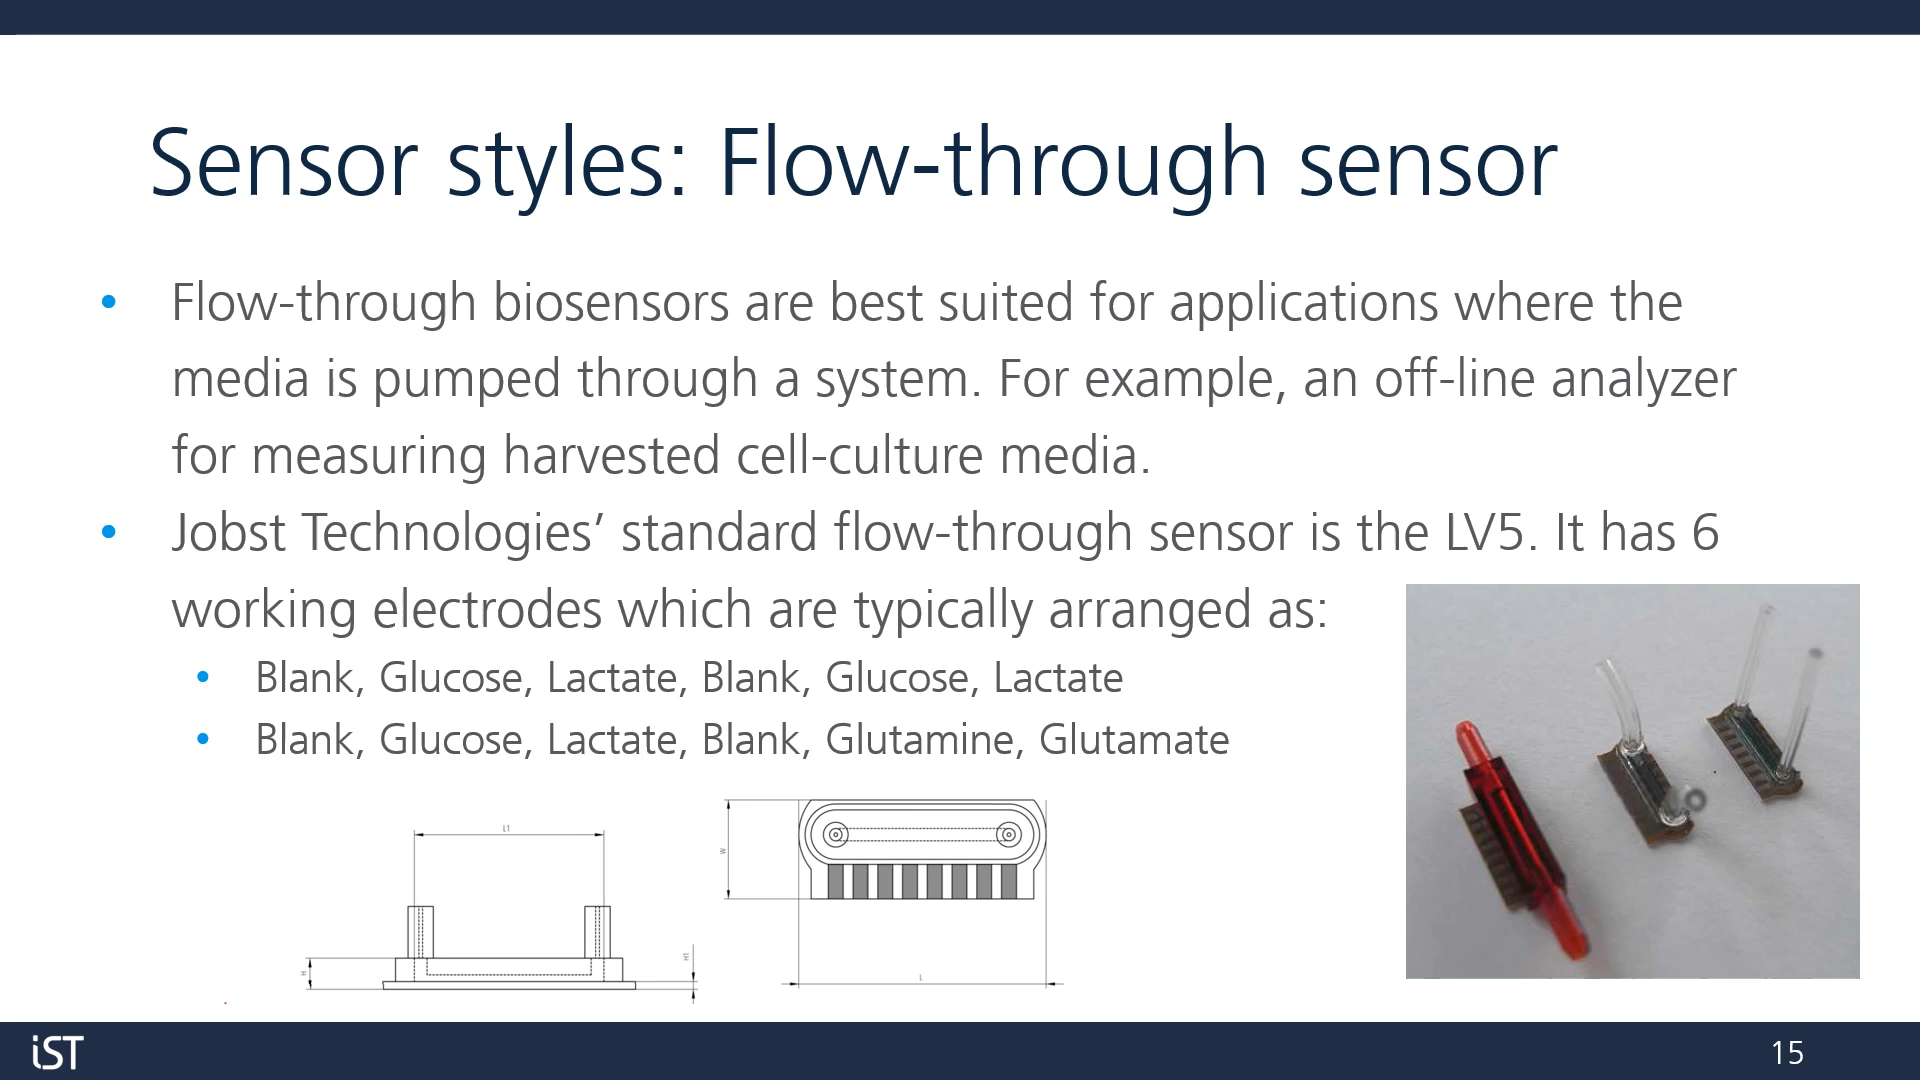 Sensor styles: Flow-through sensor
• Flow-through biosensors are best suited for applications where the
media is pumped through a system. For example, an off-line analyzer
for measuring harvested cell-culture media.
• Jobst Technologies’ standard flow-through sensor is the LV5. It has 6
working electrodes which are typically arranged as:
• Blank, Glucose, Lactate, Blank, Glucose, Lactate
• Blank, Glucose, Lactate, Blank, Glutamine, Glutamate
L1
W
H
H1
L
iST
15